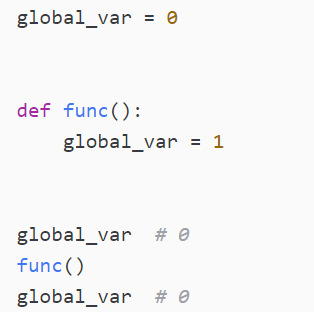 global_var = 0
def func():
    global_var = 1
global_var  # 0
func()
global_var  # 0